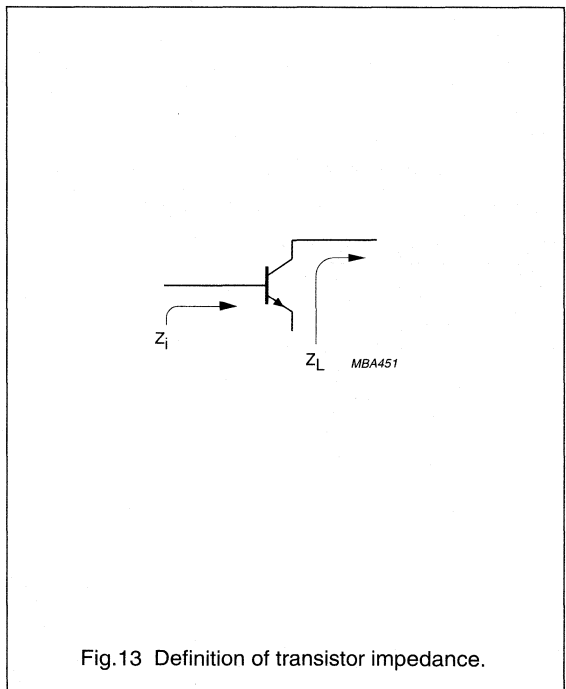 Zi
ZL
MBA451
Fig.13 Definition of transistor impedance.